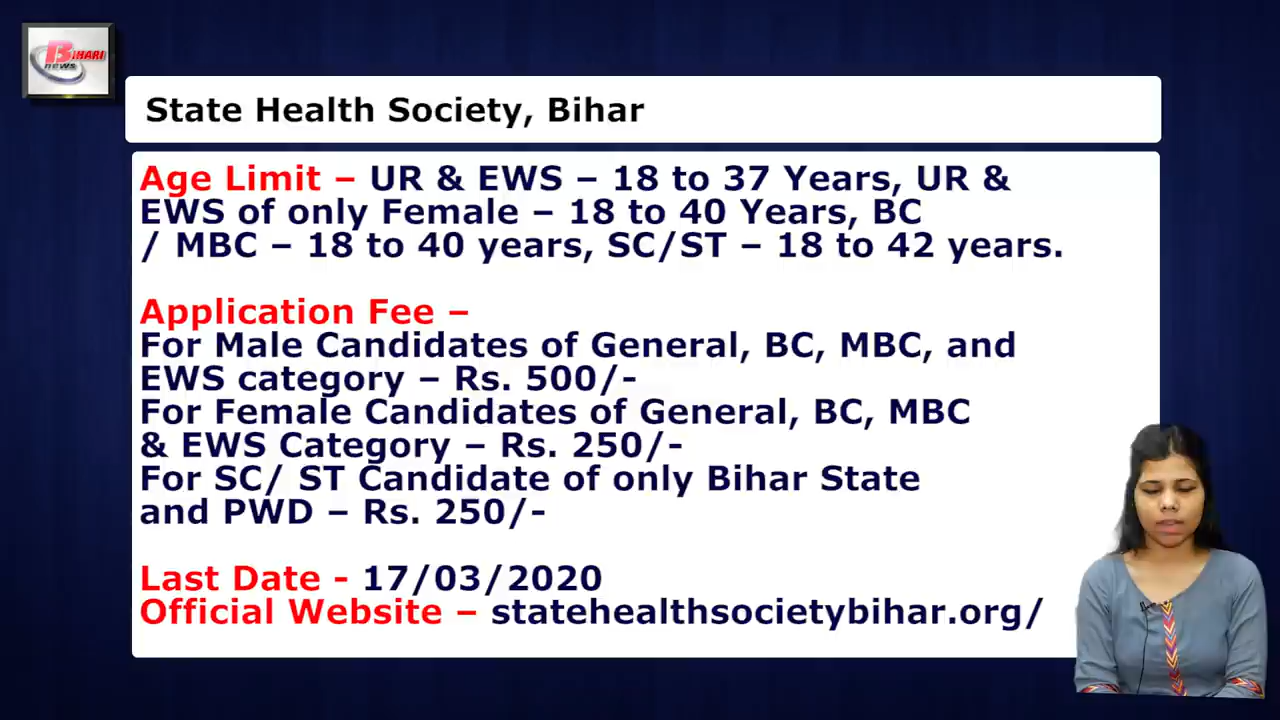 BIHARI
news
State Health Society, Bihar
Age Limit – UR & EWS – 18 to 37 Years, UR &
EWS of only Female – 18 to 40 Years, BC
/ MBC – 18 to 40 years, SC/ST – 18 to 42 years.
Application Fee –
For Male Candidates of General, BC, MBC, and
EWS category – Rs. 500/-
For Female Candidates of General, BC, MBC
& EWS Category – Rs. 250/-
For SC/ ST Candidate of only Bihar State
and PWD – Rs. 250/-
Last Date - 17/03/2020
Official Website – statehealthsocietybihar.org/